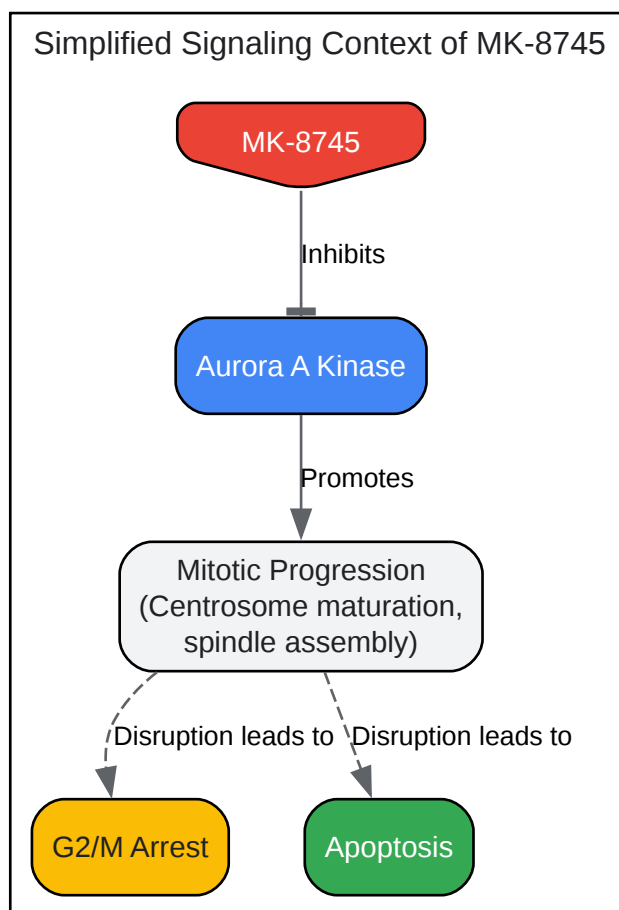 Simplified Signaling Context of MK-8745
MK-8745
Inhibits
Aurora A Kinase
Promotes
Mitotic Progression
(Centrosome maturation,
spindle assembly)
Disruption leads to
Disruption leads to
G2/M Arrest
Apoptosis